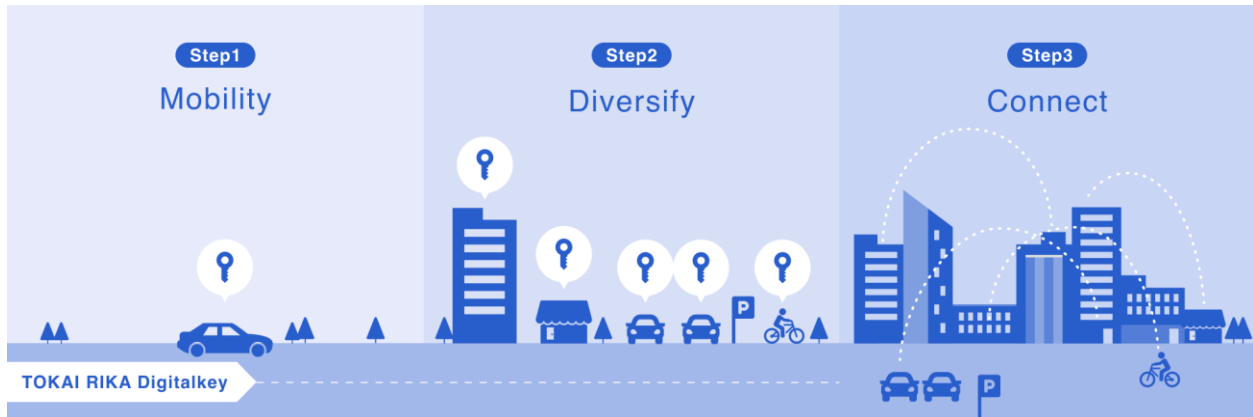 Step1
Mobility
Step2
Diversify
Step3
Connect
P
TOKAI RIKA Digitalkey
P